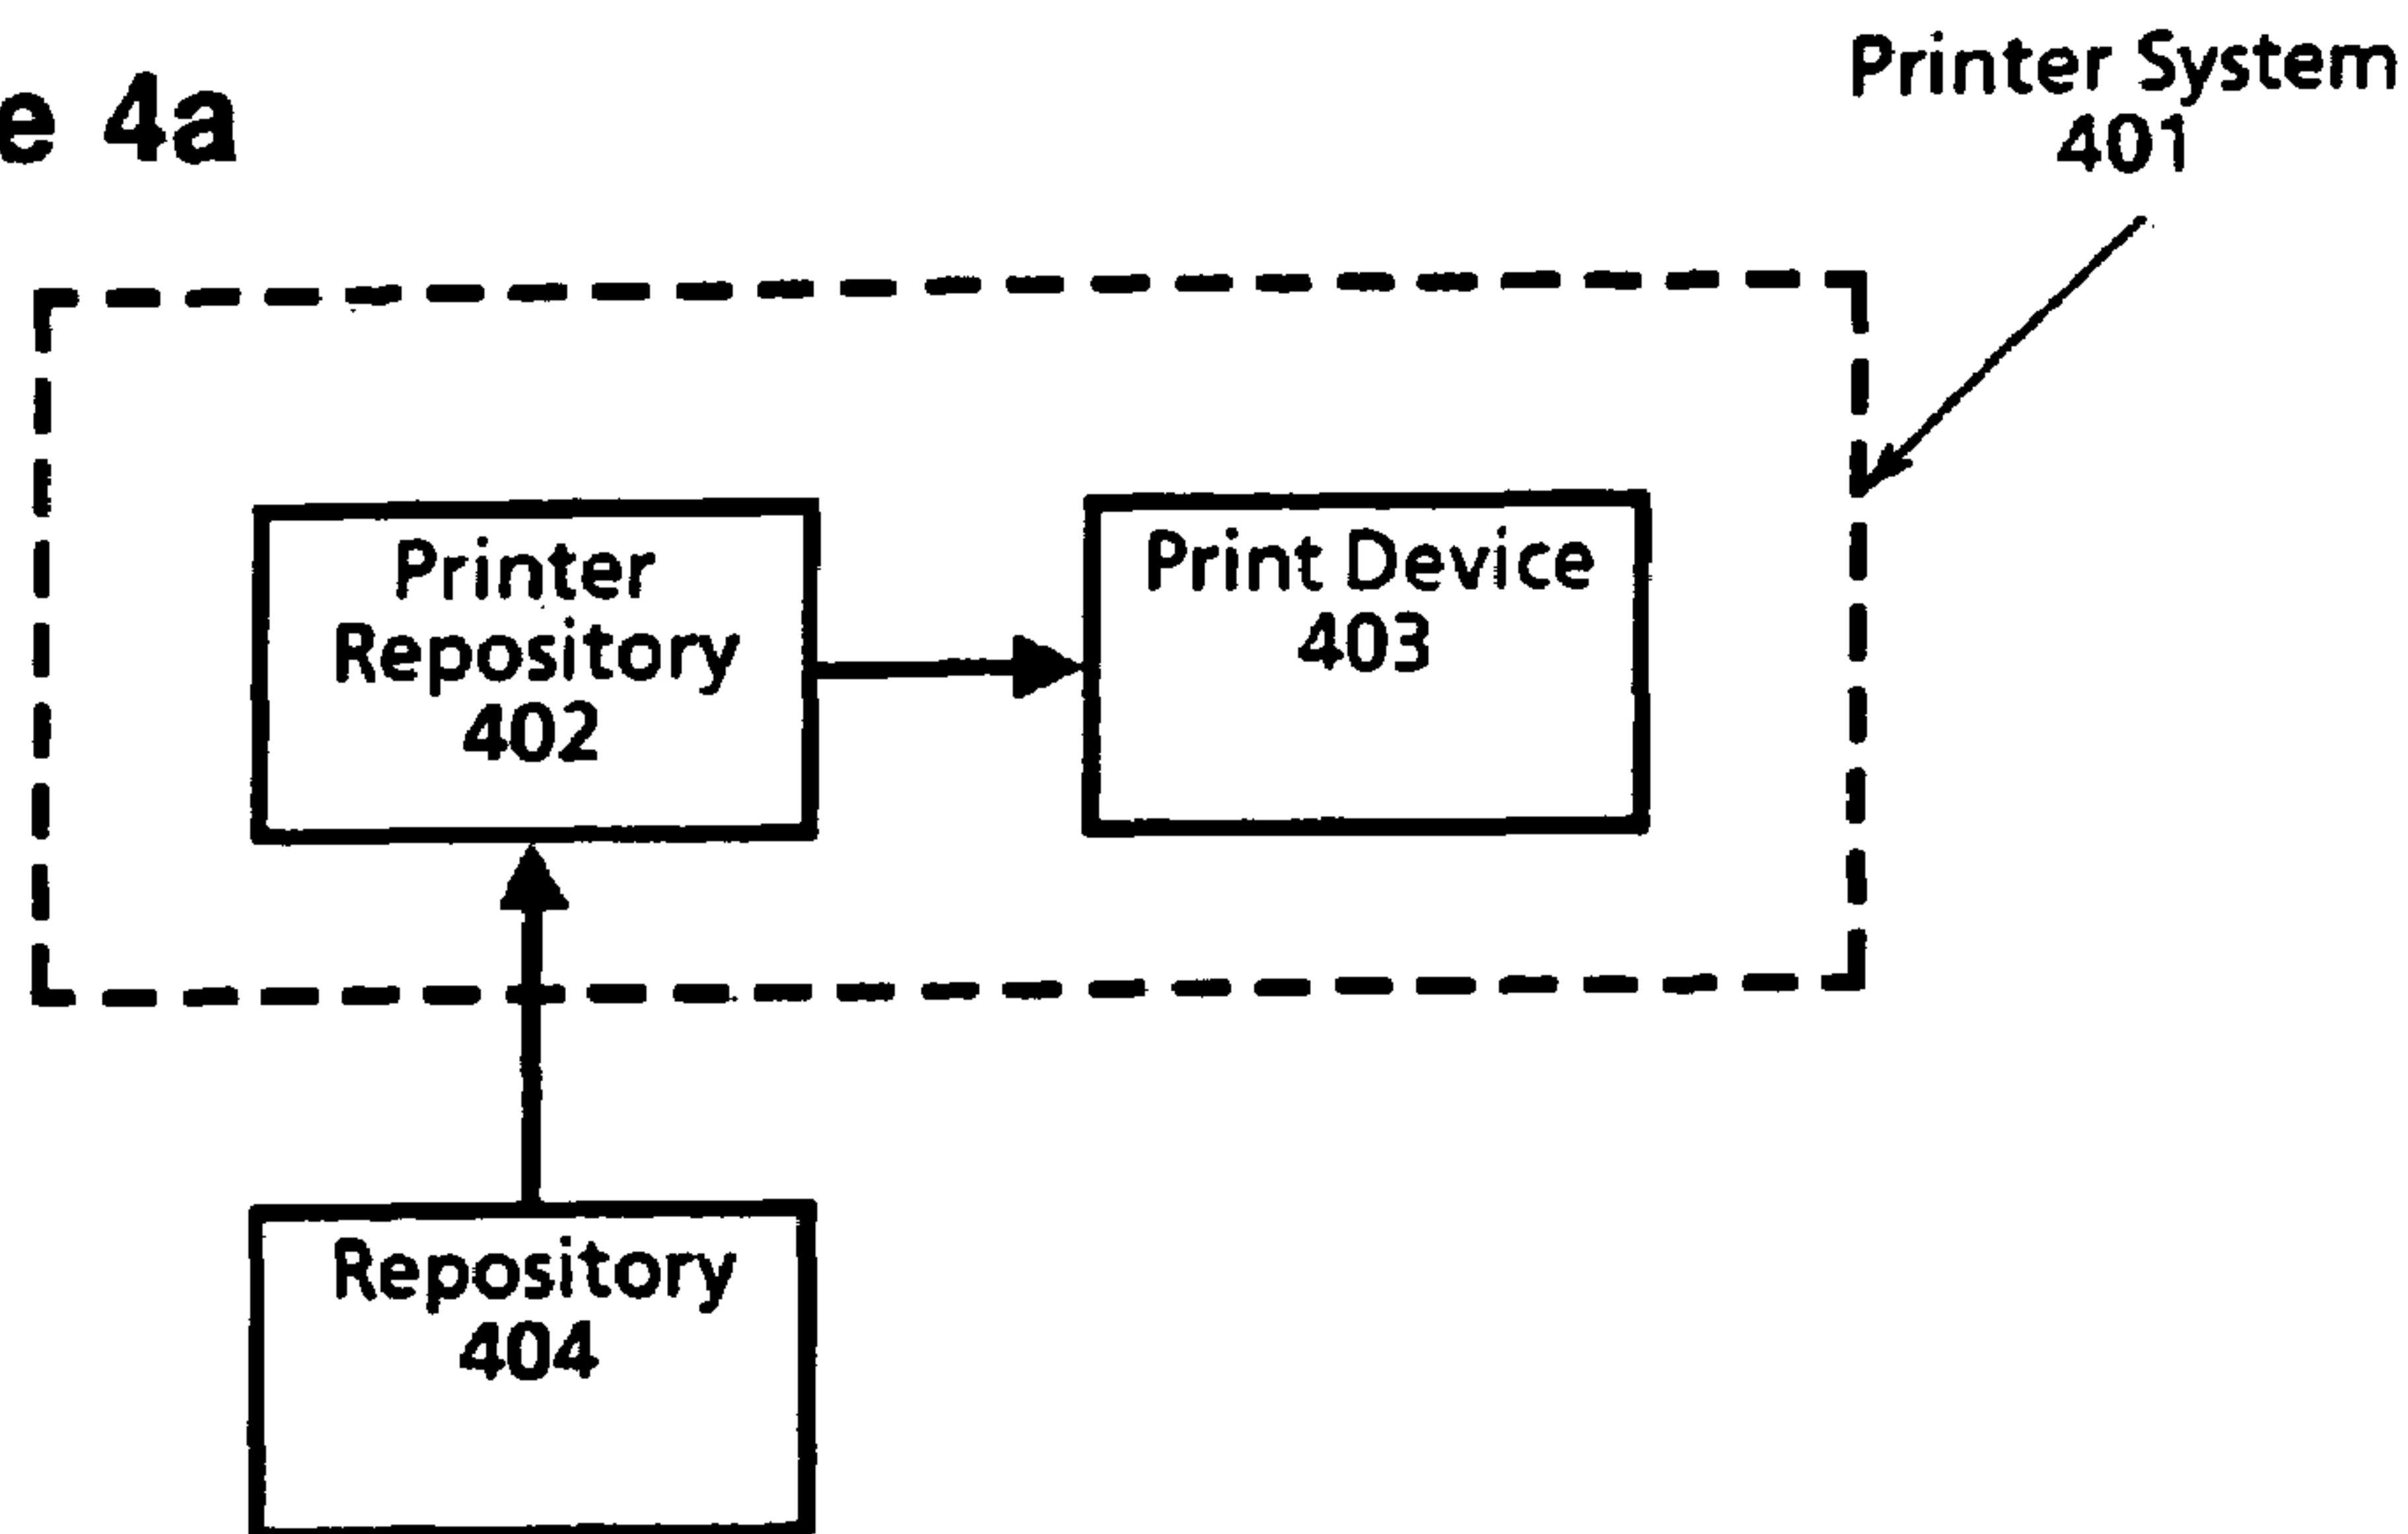 e 4a
Printer System
401
Printer
Repository
402
Print Device
403
Repository
404